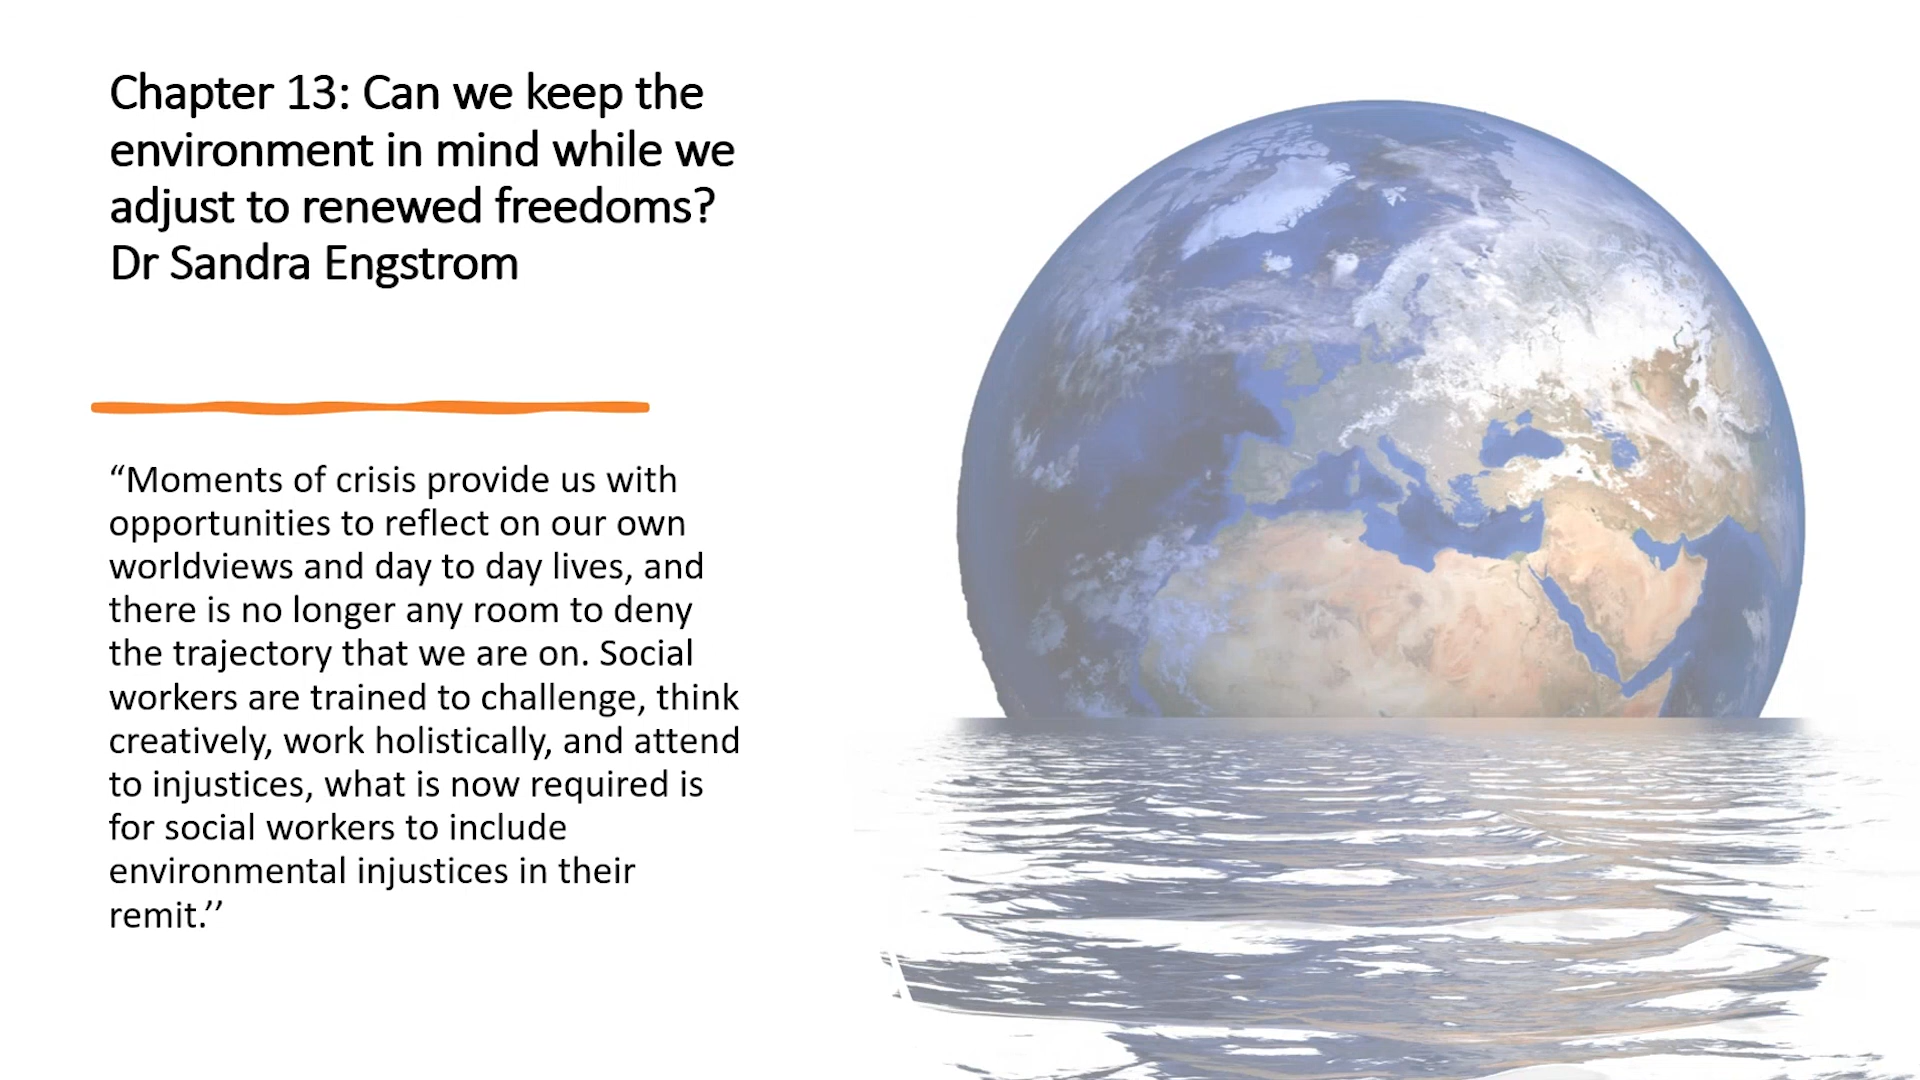 Chapter 13: Can we keep the
environment in mind while we
adjust to renewed freedoms?
Dr Sandra Engstrom
“Moments of crisis provide us with
opportunities to reflect on our own
worldviews and day to day lives, and
there is no longer any room to deny
the trajectory that we are on. Social
workers are trained to challenge, think
creatively, work holistically, and attend
to injustices, what is now required is
for social workers to include
environmental injustices in their
remit.’’